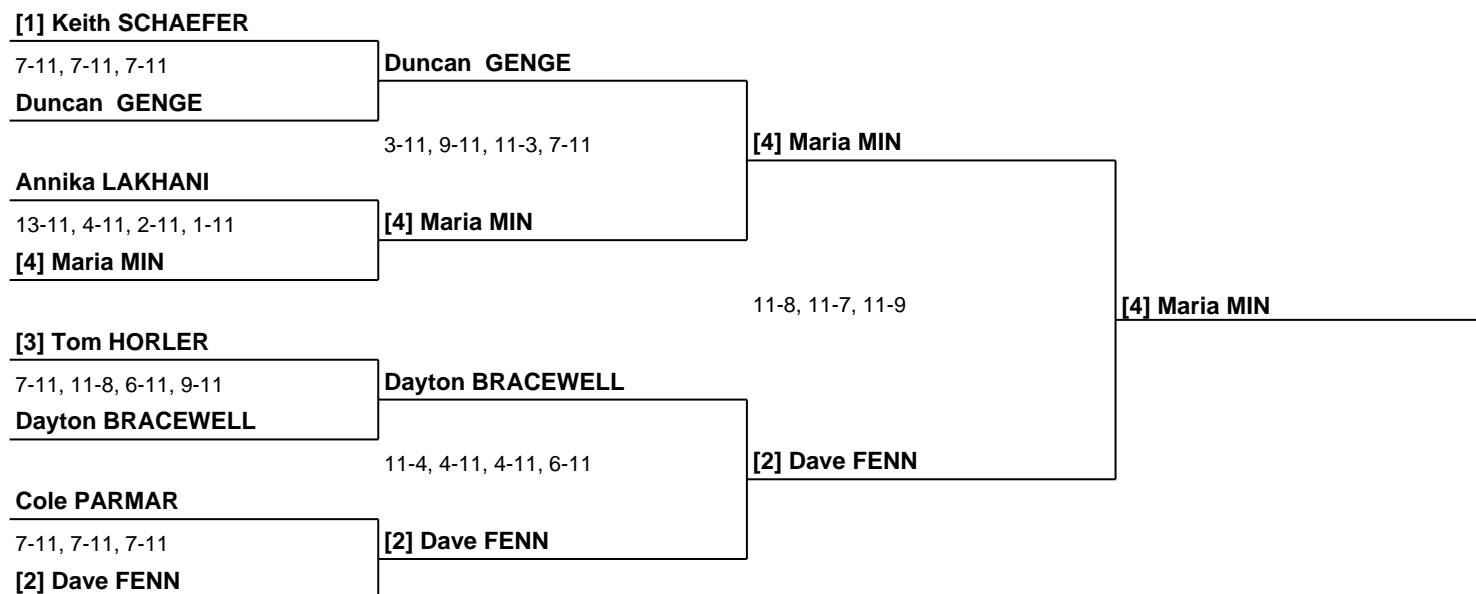 [1] Keith SCHAEFER
7-11, 7-11, 7-11
Duncan  GENGE
Duncan  GENGE
3-11, 9-11, 11-3, 7-11
[4] Maria MIN
Annika LAKHANI
13-11, 4-11, 2-11, 1-11
[4] Maria MIN
[4] Maria MIN
11-8, 11-7, 11-9
[4] Maria MIN
[3] Tom HORLER
7-11, 11-8, 6-11, 9-11
Dayton BRACEWELL
Dayton BRACEWELL
11-4, 4-11, 4-11, 6-11
[2] Dave FENN
Cole PARMAR
7-11, 7-11, 7-11
[2] Dave FENN
[2] Dave FENN